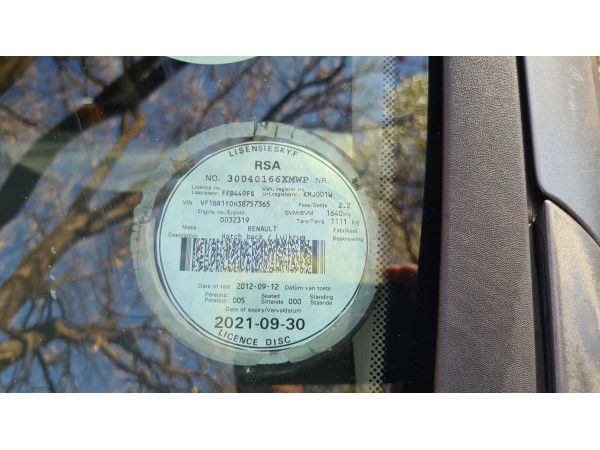 LISENSIESKYF
RSA
NO. 30040166XMWP NR.
Licence no. Veh. register no.
Lisensienr. FFB449FS Vrt.registernr. KMJ001W
VIN VF1BR1Y0H38757365 Fees/Gelde 2.2
Engine no./Enjinnr. GVM/BVM 1640kg
D032319 Tare/Tarra 1111 kg
Make RENAULT Fabrikaat
Description Hatch back / Luikrug Beskrywing
Date of test 2012-09-12 Datum van toets
Persons: Seated Standing
Persone: 005 Sittende 000 Staande
Date of expiry/Vervaldatum
2021-09-30
LICENCE DISC